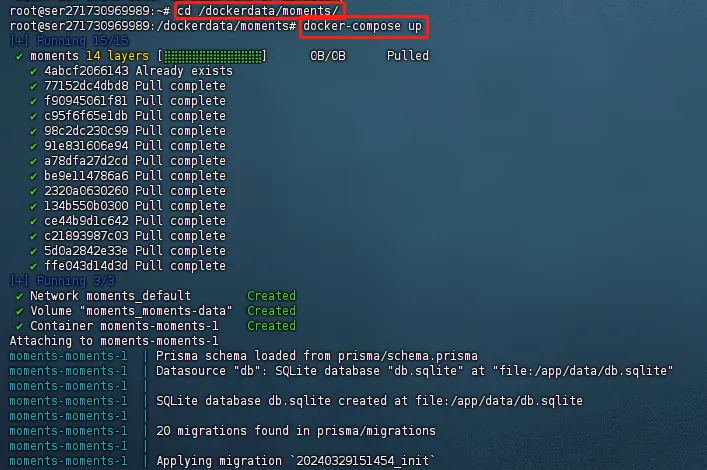 root@ser271730969989:~# cd /dockerdata/moments/
root@ser271730969989:/dockerdata/moments# docker-compose up
[+] Running 15/15
✔ moments 14 layers [⣿⣿⣿⣿⣿⣿⣿⣿⣿⣿⣿⣿⣿⣿] 0B/0B Pulled
✔ 4abcf2066143 Already exists
✔ 77152dc4dbd8 Pull complete
✔ f90945061f81 Pull complete
✔ c95f6f65e1db Pull complete
✔ 98c2dc230c99 Pull complete
✔ 91e831606e94 Pull complete
✔ a78dfa27d2cd Pull complete
✔ be9e114786a6 Pull complete
✔ 2320a0630260 Pull complete
✔ 134b550b0300 Pull complete
✔ ce44b9d1c642 Pull complete
✔ c21893987c03 Pull complete
✔ 5d0a2842e33e Pull complete
✔ ffe043d14d3d Pull complete
[+] Running 3/3
✔ Network moments_default Created
✔ Volume "moments_moments-data" Created
✔ Container moments-moments-1 Created
Attaching to moments-moments-1
moments-moments-1 | Prisma schema loaded from prisma/schema.prisma
moments-moments-1 | Datasource "db": SQLite database "db.sqlite" at "file:/app/data/db.sqlite"
moments-moments-1 |
moments-moments-1 | SQLite database db.sqlite created at file:/app/data/db.sqlite
moments-moments-1 |
moments-moments-1 | 20 migrations found in prisma/migrations
moments-moments-1 |
moments-moments-1 | Applying migration `20240329151454_init`